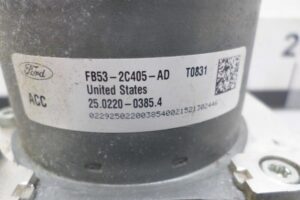 Ford
FB53-2C405-AD T0831
United States
ACC
25.0220-0385.4